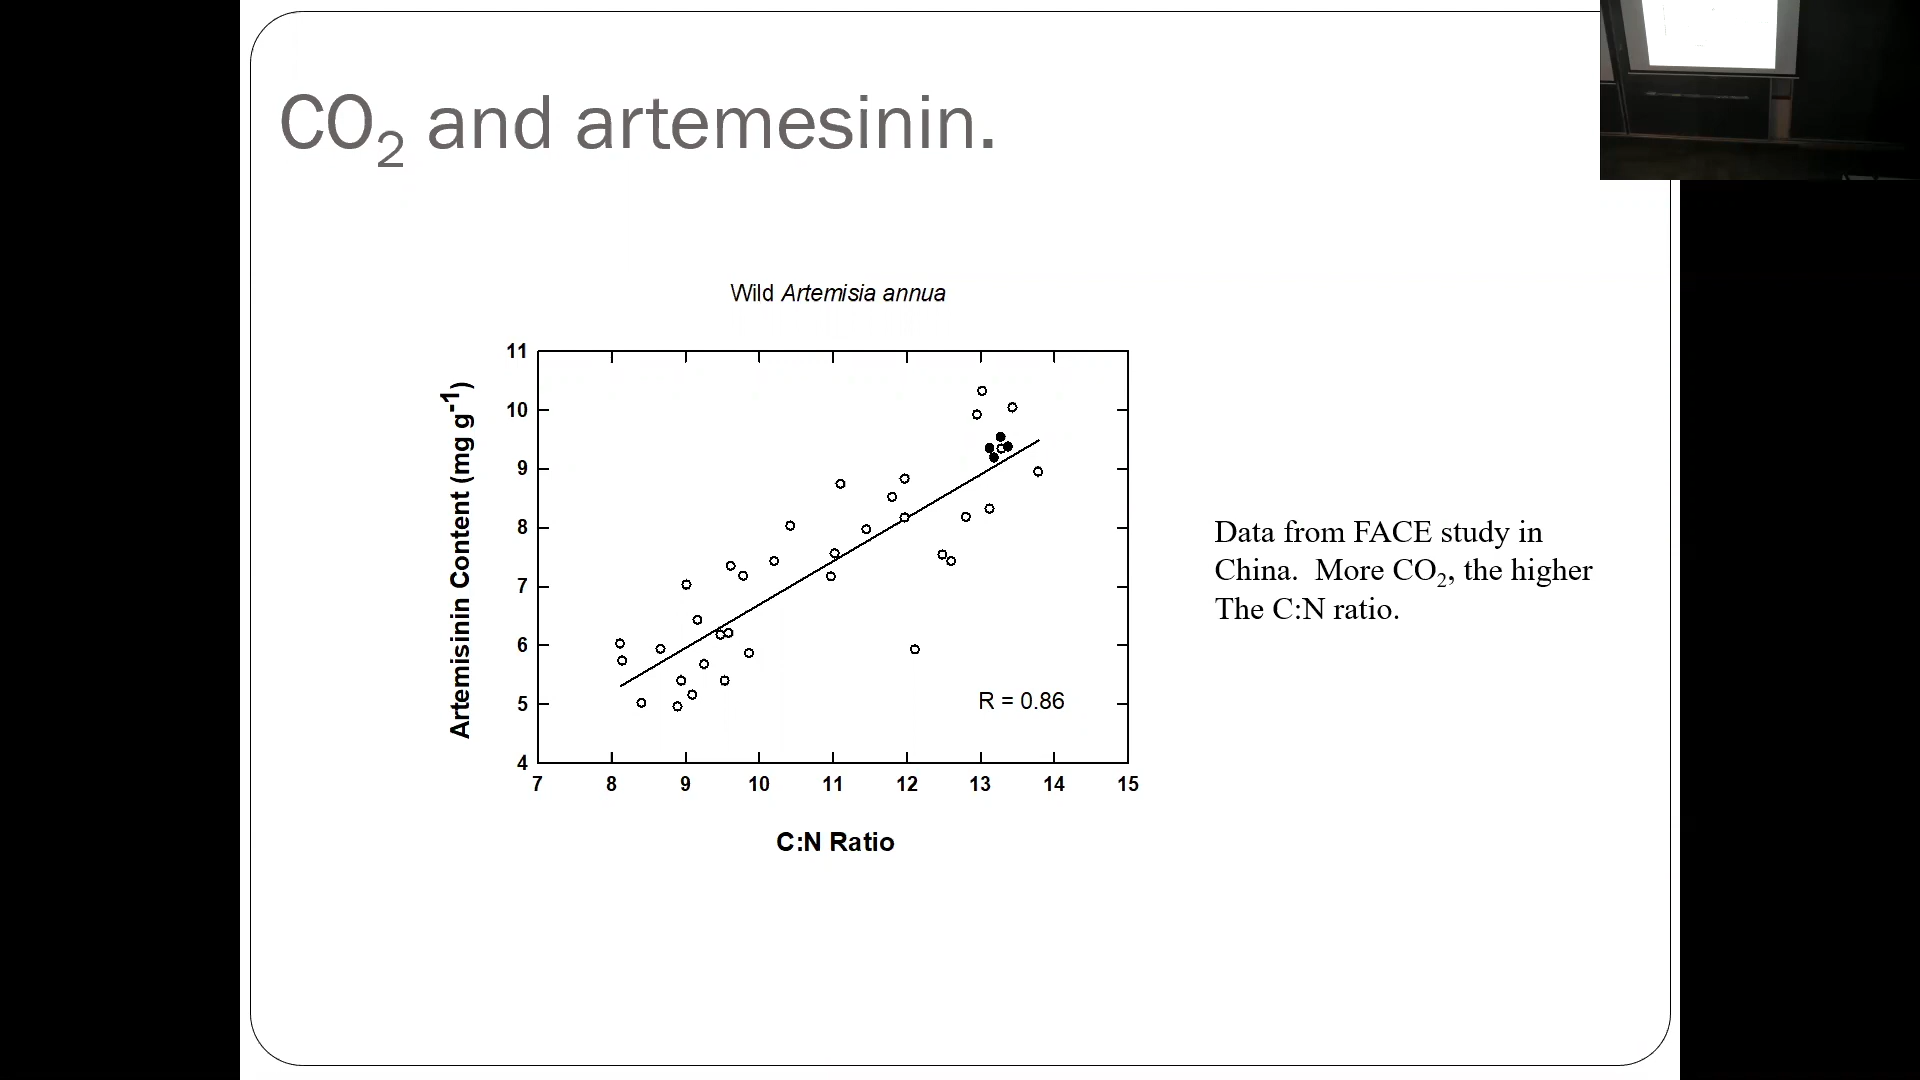 CO₂ and artemesinin.
Wild Artemisia annua
11
10
9
8
7
6
5
4
Artemisinin Content (mg g⁻¹)
R = 0.86
7 8 9 10 11 12 13 14 15
C:N Ratio
Data from FACE study in
China. More CO₂, the higher
The C:N ratio.